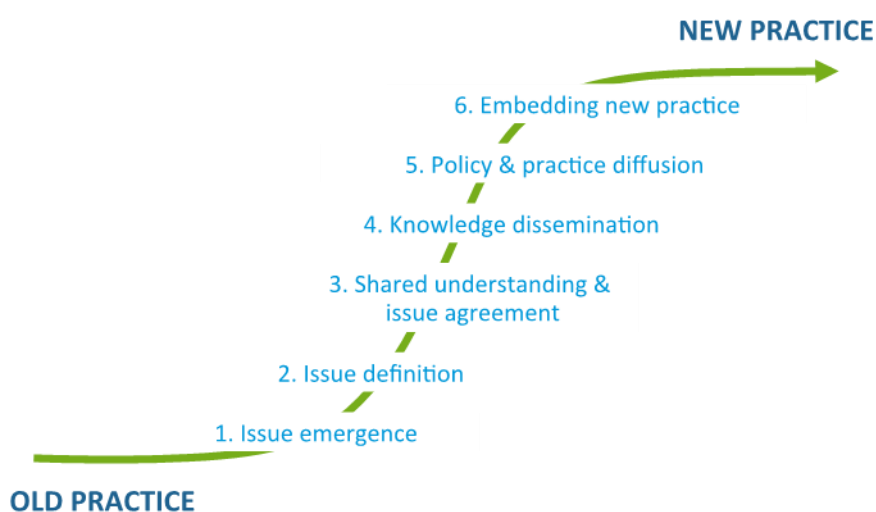 NEW PRACTICE
6. Embedding new practice
5. Policy & practice diffusion
4. Knowledge dissemination
3. Shared understanding &
issue agreement
2. Issue definition
1. Issue emergence
OLD PRACTICE